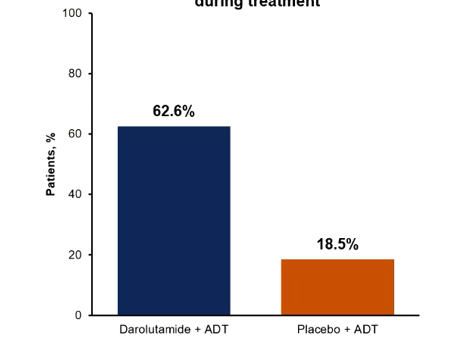 during treatment
100
80
60
40
20
0
Patients, %
62.6%
18.5%
Darolutamide + ADT
Placebo + ADT